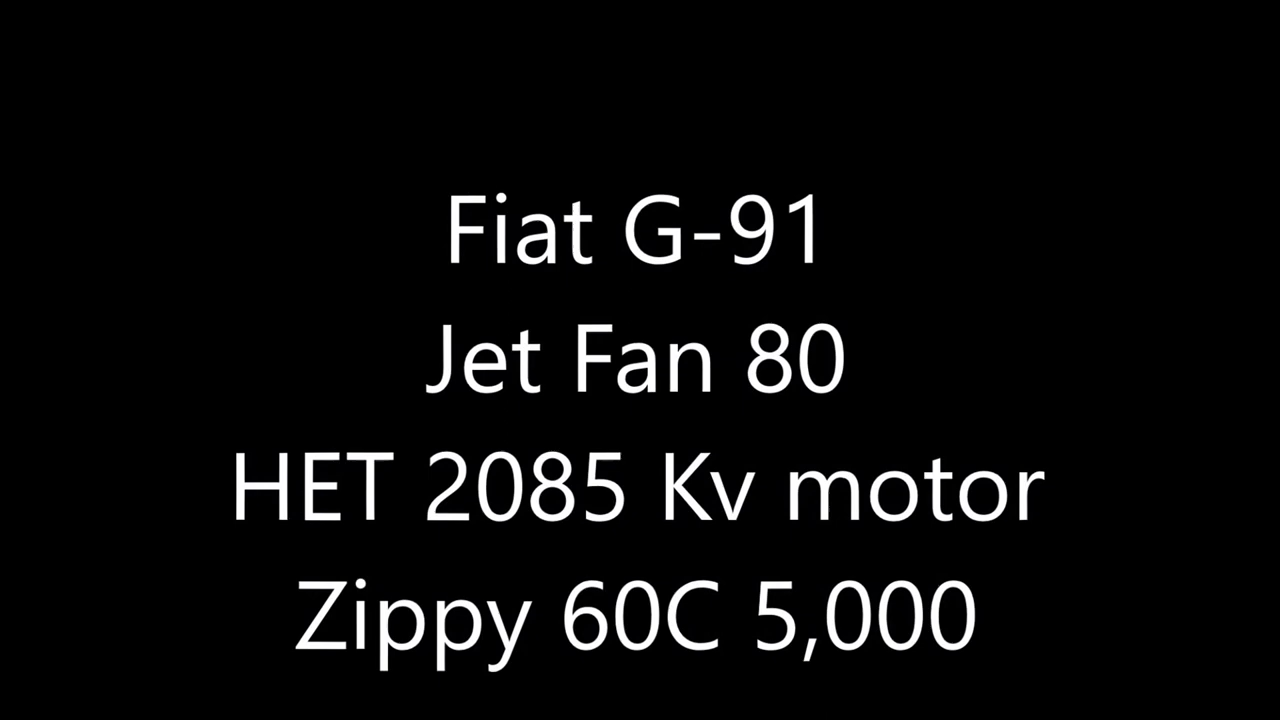 Fiat G-91
Jet Fan 80
HET 2085 Kv motor
Zippy 60C 5,000